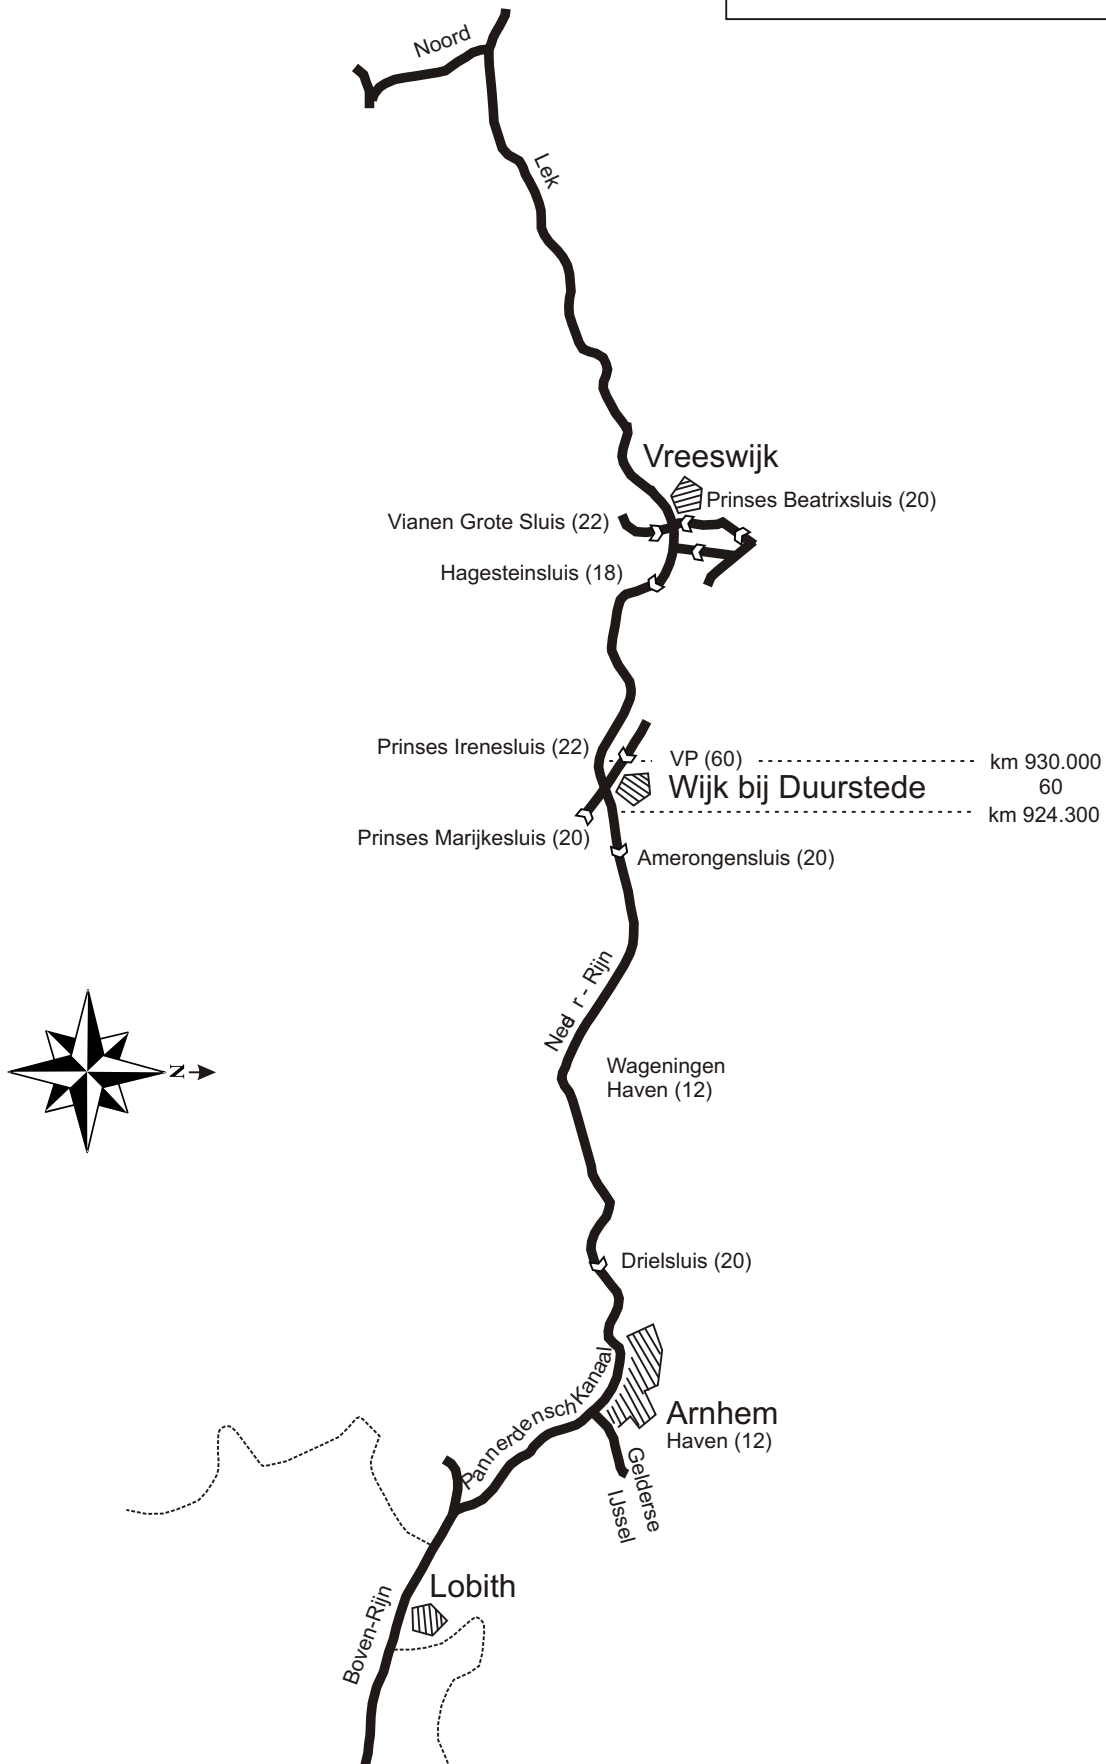 Noord
Lek
Vreeswijk
Prinses Beatrixsluis (20)
Vianen Grote Sluis (22)
Hagesteinsluis (18)
Prinses Irenesluis (22)
VP (60)
km 930.000
Wijk bij Duurstede
60
km 924.300
Prinses Marijkesluis (20)
Amerongensluis (20)
Ned r - Rijn
N
Wageningen
Haven (12)
Drielsluis (20)
Pannerdensch Kanaal
Arnhem
Haven (12)
Gelderse
IJssel
Lobith
Boven-Rijn